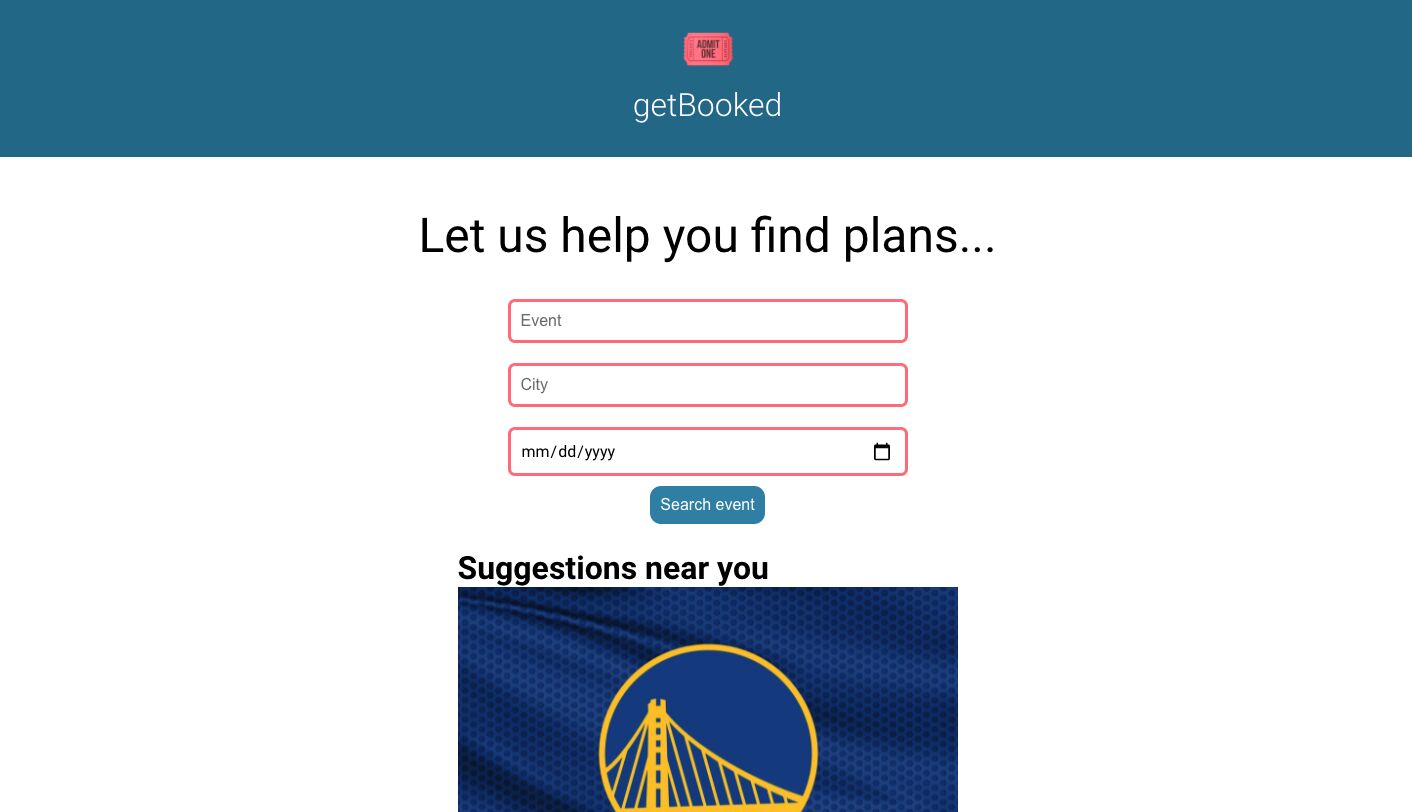 ADMIT
ONE
getBooked
Let us help you find plans...
Event
City
mm/dd/yyyy
Search event
Suggestions near you